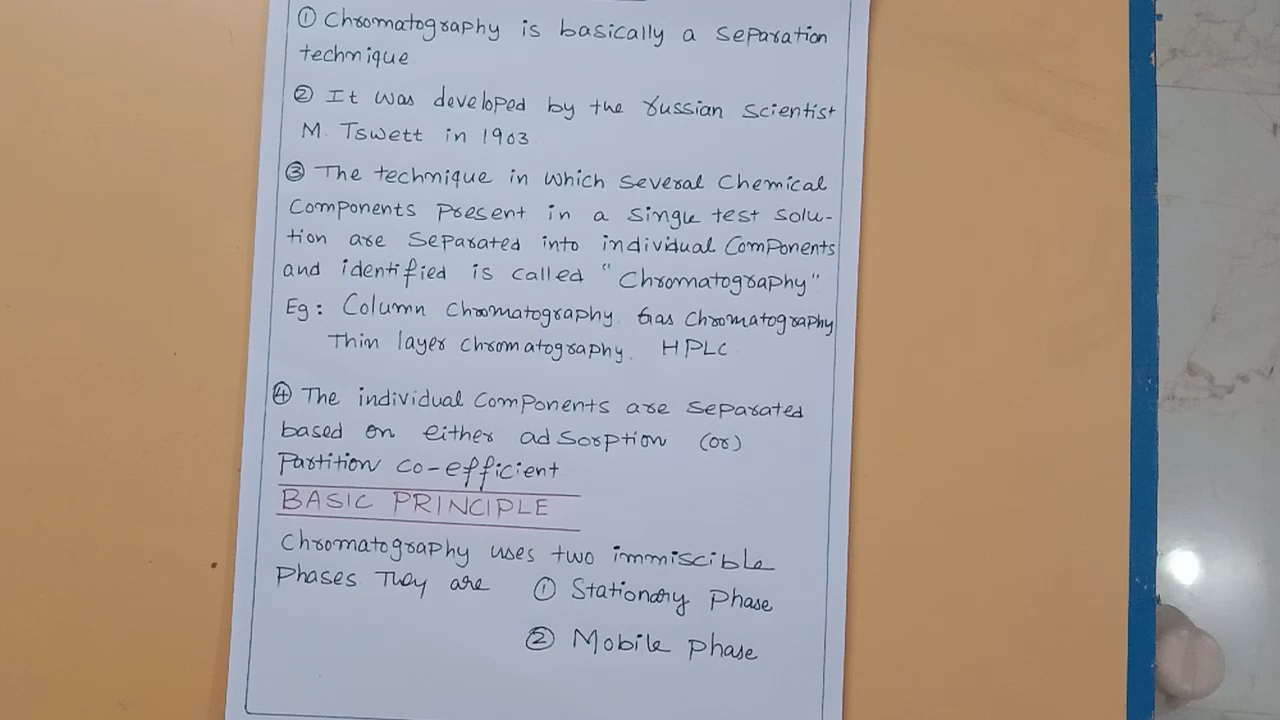 ① Chromatography is basically a separation
technique
② It was developed by the russian scientist
M. Tswett in 1903
③ The technique in which several chemical
components present in a single test solu-
tion are separated into individual components
and identified is called "Chromatography"
Eg: Column chromatography. Gas chromatography
Thin layer chromatography. HPLC
④ The individual components are separated
based on either adsorption (or)
Partition co-efficient
BASIC PRINCIPLE
Chromatography uses two immiscible
phases They are ① Stationary phase
② Mobile phase